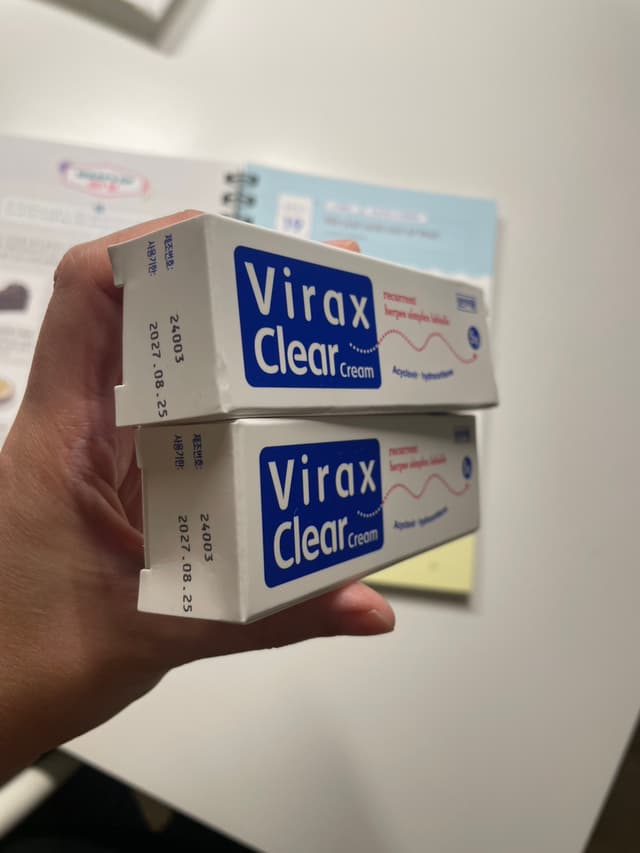 제조번호: 24003
사용기한: 2027.08.25
Virax
Clear Cream
recurrent
herpes simplex labialis
Acyclovir · hydrocortisone
제조번호: 24003
사용기한: 2027.08.25
Virax
Clear Cream
recurrent
herpes simplex labialis
Acyclovir · hydrocortisone